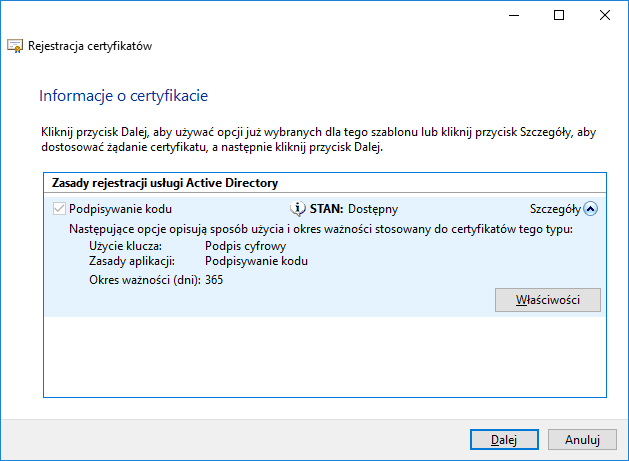 Rejestracja certyfikatów
Informacje o certyfikacie
Kliknij przycisk Dalej, aby używać opcji już wybranych dla tego szablonu lub kliknij przycisk Szczegóły, aby
dostosować żądanie certyfikatu, a następnie kliknij przycisk Dalej.
Zasady rejestracji usługi Active Directory
Podpisywanie kodu STAN: Dostępny Szczegóły
Następujące opcje opisują sposób użycia i okres ważności stosowany do certyfikatów tego typu:
Użycie klucza: Podpis cyfrowy
Zasady aplikacji: Podpisywanie kodu
Okres ważności (dni): 365
Właściwości
Dalej Anuluj